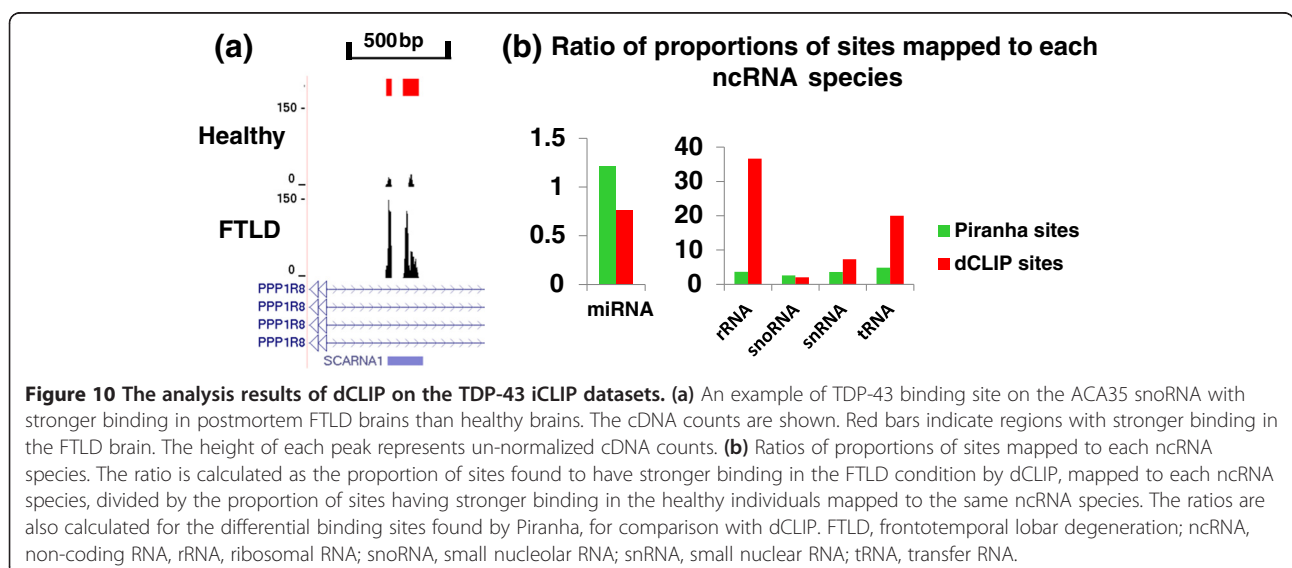 (a)
500bp
150 -
Healthy
0 _
150 -
FTLD
0 _
PPP1R8
PPP1R8
PPP1R8
PPP1R8
SCARNA1
(b) Ratio of proportions of sites mapped to each
ncRNA species
1.5
1
0.5
0
miRNA
40
30
20
10
0
rRNA
snoRNA
snRNA
tRNA
Piranha sites
dCLIP sites
Figure 10 The analysis results of dCLIP on the TDP-43 iCLIP datasets. (a) An example of TDP-43 binding site on the ACA35 snoRNA with
stronger binding in postmortem FTLD brains than healthy brains. The cDNA counts are shown. Red bars indicate regions with stronger binding in
the FTLD brain. The height of each peak represents un-normalized cDNA counts. (b) Ratios of proportions of sites mapped to each ncRNA
species. The ratio is calculated as the proportion of sites found to have stronger binding in the FTLD condition by dCLIP, mapped to each ncRNA
species, divided by the proportion of sites having stronger binding in the healthy individuals mapped to the same ncRNA species. The ratios are
also calculated for the differential binding sites found by Piranha, for comparison with dCLIP. FTLD, frontotemporal lobar degeneration; ncRNA,
non-coding RNA, rRNA, ribosomal RNA; snoRNA, small nucleolar RNA; snRNA, small nuclear RNA; tRNA, transfer RNA.